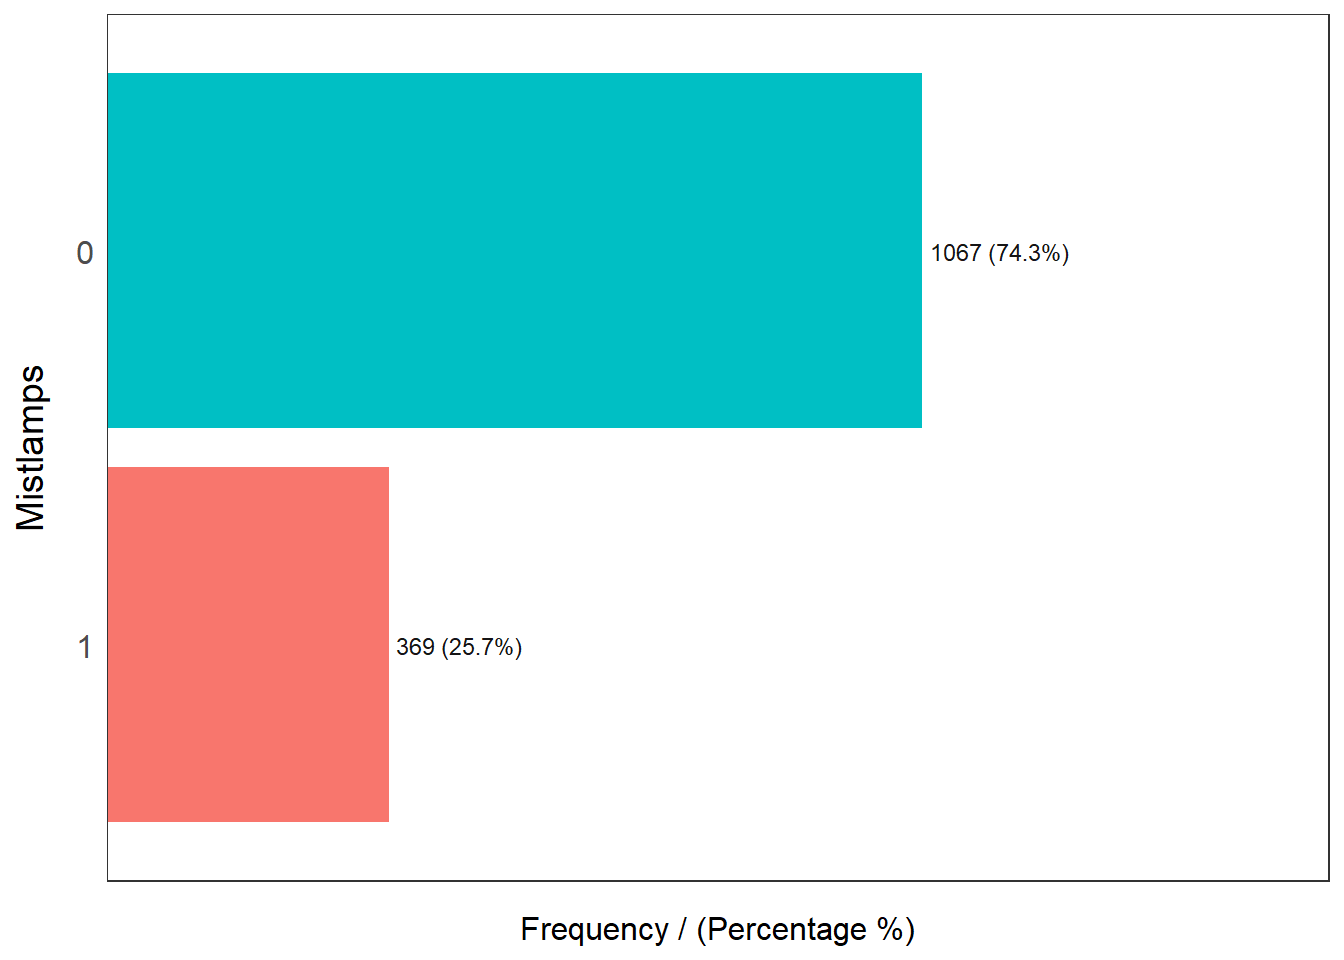 Mistlamps
0
1067 (74.3%)
1
369 (25.7%)
Frequency / (Percentage %)